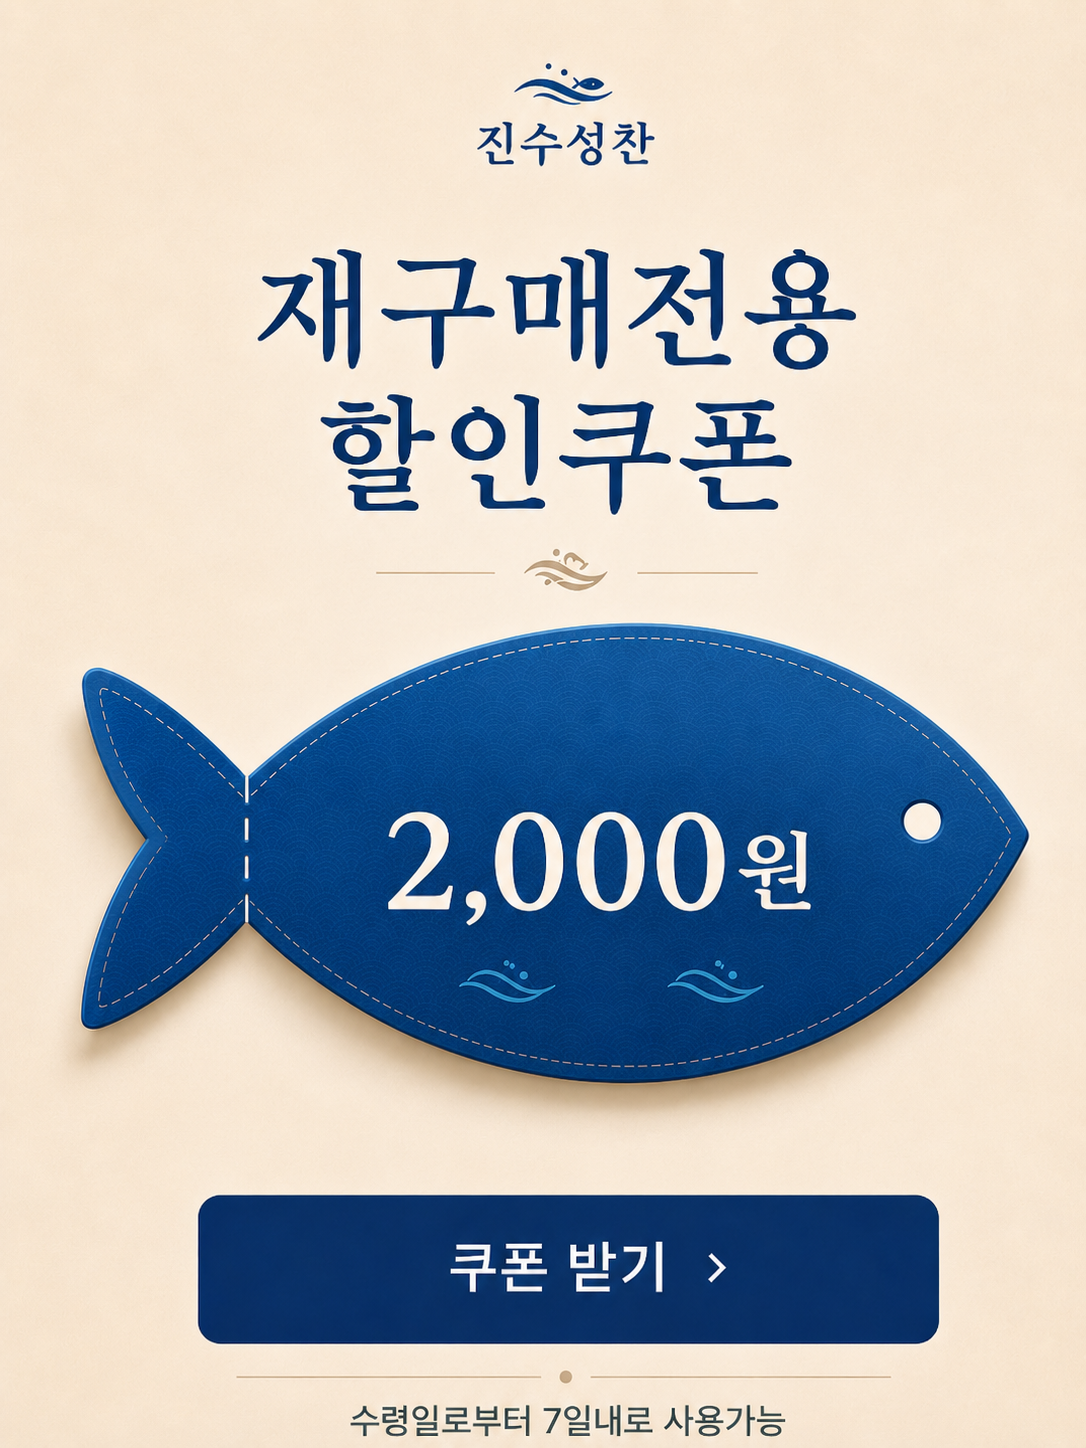 진수성찬
재구매전용
할인쿠폰
2,000원
쿠폰 받기 >
수령일로부터 7일내로 사용가능